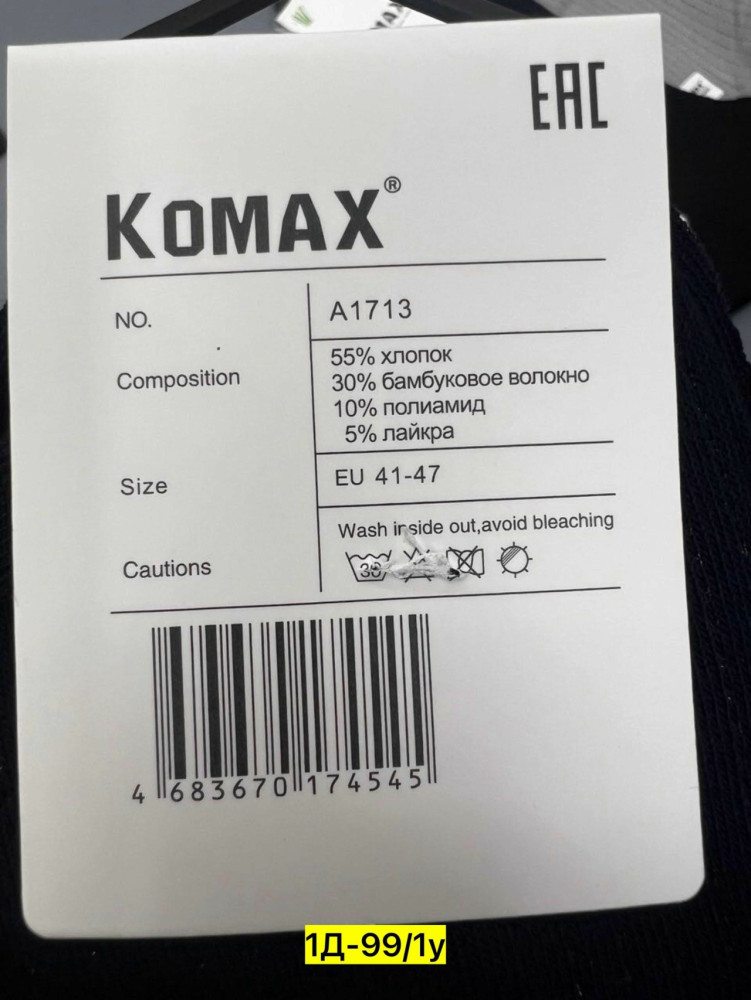 EAC
KOMAX®
NO. A1713
Composition 55% хлопок
30% бамбуковое волокно
10% полиамид
5% лайкра
Size EU 41-47
Wash inside out,avoid bleaching
Cautions 30
4 683670 174545
1Д-99/1у